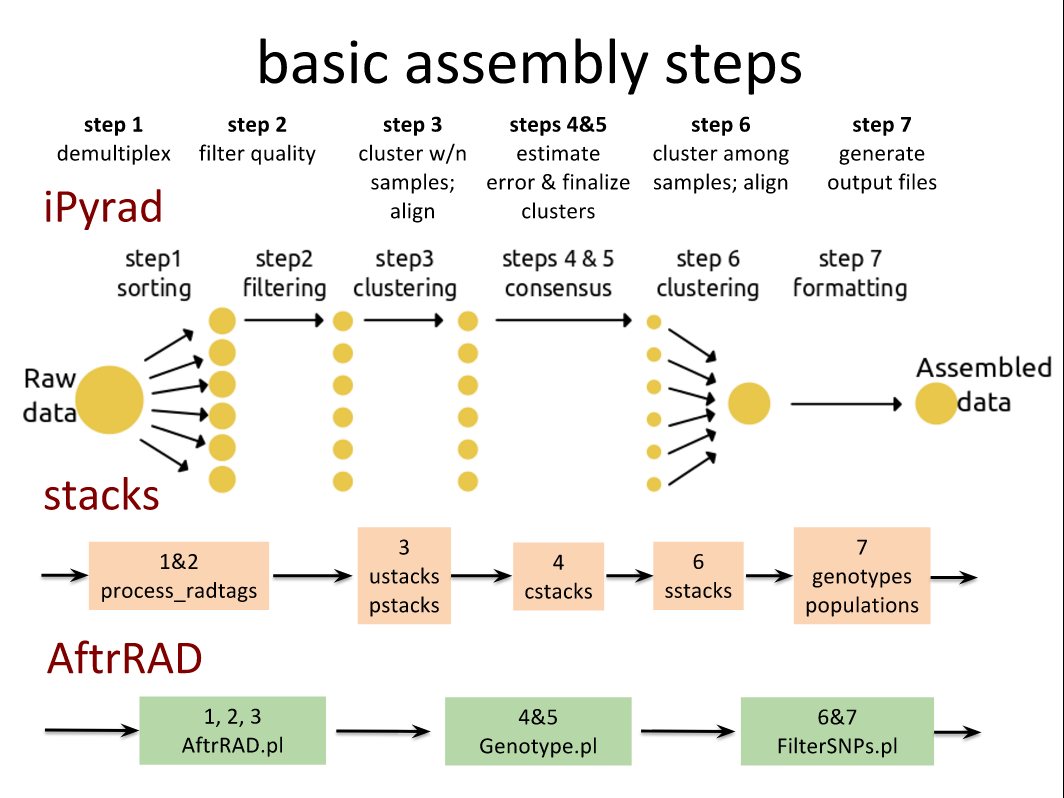 basic assembly steps
step 1
demultiplex
step 2
filter quality
step 3
cluster w/n
samples;
align
steps 4&5
estimate
error & finalize
clusters
step 6
cluster among
samples; align
step 7
generate
output files
iPyrad
step1
sorting
step2
filtering
step3
clustering
steps 4 & 5
consensus
step 6
clustering
step 7
formatting
Raw
data
Assembled
data
stacks
1&2
process_radtags
3
ustacks
pstacks
4
cstacks
6
sstacks
7
genotypes
populations
AftrRAD
1, 2, 3
AftrRAD.pl
4&5
Genotype.pl
6&7
FilterSNPs.pl